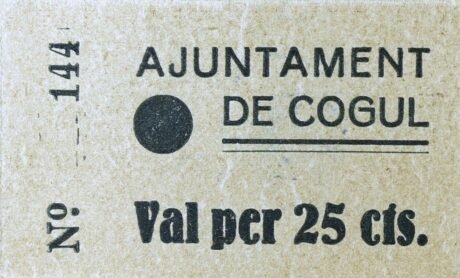 Nº 144
AJUNTAMENT
DE COGUL
Val per 25 cts.